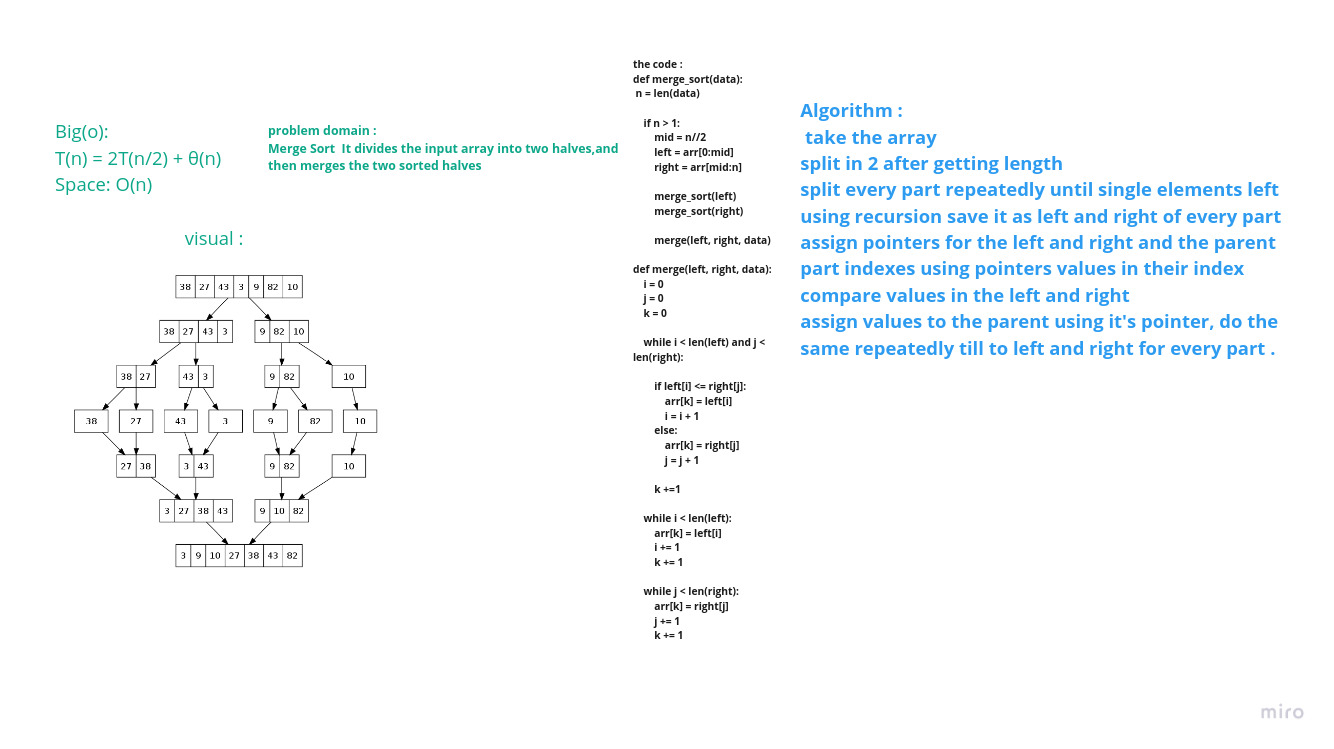 Big(o):
T(n) = 2T(n/2) + θ(n)
Space: O(n)
problem domain :
Merge Sort  It divides the input array into two halves,and
then merges the two sorted halves
visual :
38 27 43 3 9 82 10
38 27 43 3 9 82 10
38 27 43 3 9 82 10
38 27 43 3 9 82 10
27 38 3 43 9 82 10
3 27 38 43 9 10 82
3 9 10 27 38 43 82
the code :
def merge_sort(data):
n = len(data)
if n > 1:
mid = n//2
left = arr[0:mid]
right = arr[mid:n]
merge_sort(left)
merge_sort(right)
merge(left, right, data)
def merge(left, right, data):
i = 0
j = 0
k = 0
while i < len(left) and j <
len(right):
if left[i] <= right[j]:
arr[k] = left[i]
i = i + 1
else:
arr[k] = right[j]
j = j + 1
k +=1
while i < len(left):
arr[k] = left[i]
i += 1
k += 1
while j < len(right):
arr[k] = right[j]
j += 1
k += 1
Algorithm :
take the array
split in 2 after getting length
split every part repeatedly until single elements left
using recursion save it as left and right of every part
assign pointers for the left and right and the parent
part indexes using pointers values in their index
compare values in the left and right
assign values to the parent using it's pointer, do the
same repeatedly till to left and right for every part .
miro